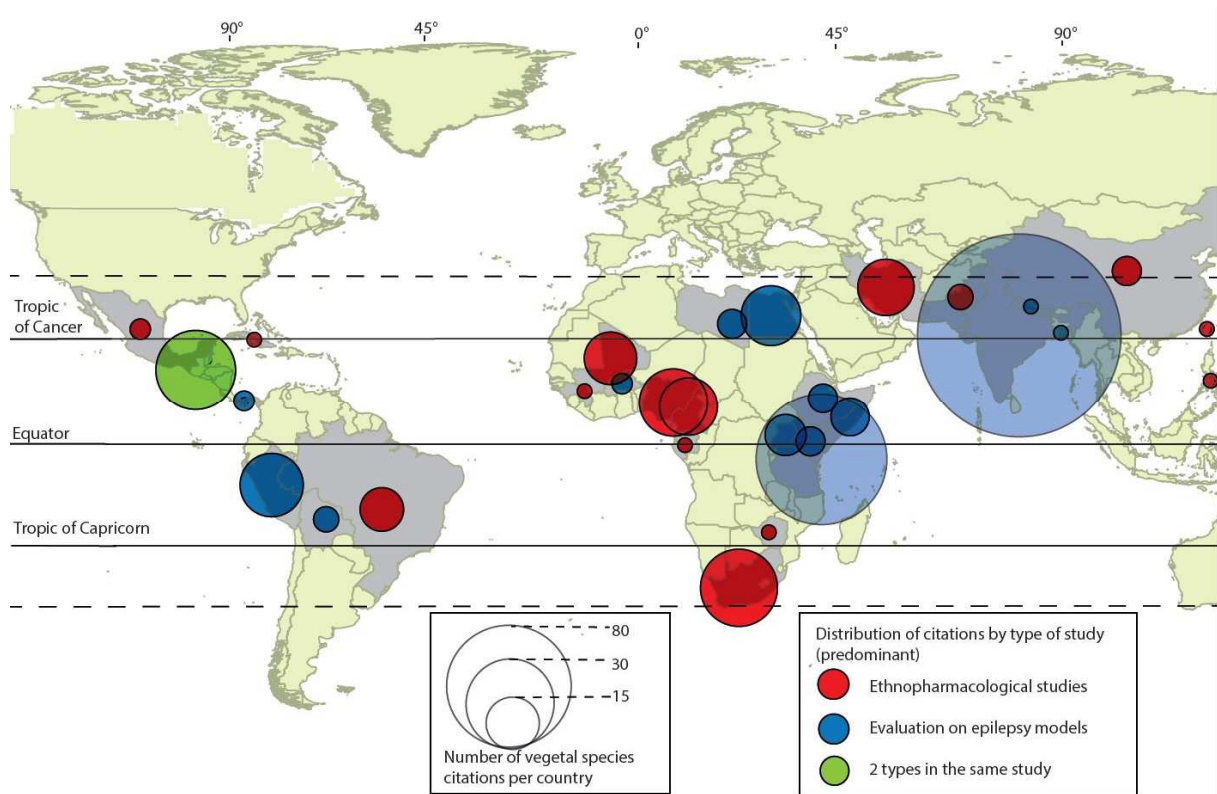 90°
45°
0°
45°
90°
Tropic
of Cancer
Equator
Tropic of Capricorn
80
30
15
Number of vegetal species
citations per country
Distribution of citations by type of study
(predominant)
Ethnopharmacological studies
Evaluation on epilepsy models
2 types in the same study